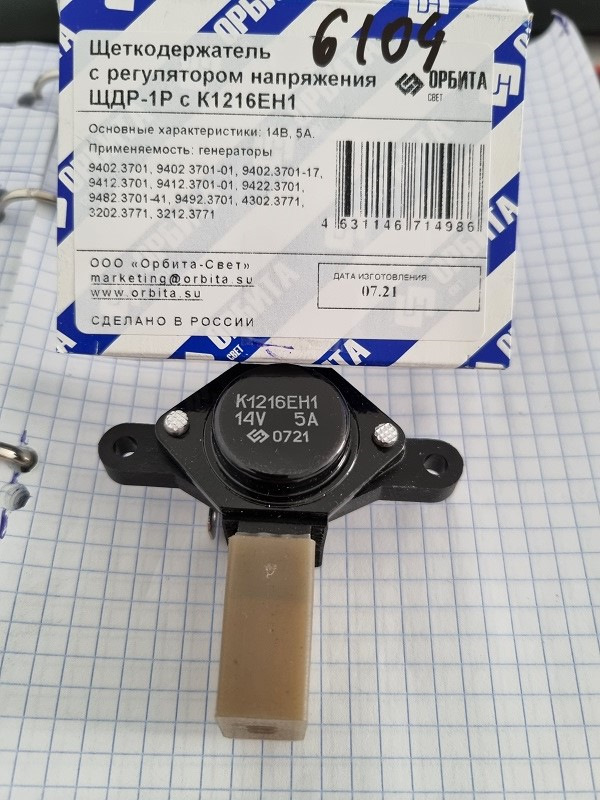 6104
Щеткодержатель
с регулятором напряжения
ЩДР-1Р с К1216ЕН1
ОРБИТА
СВЕТ
Основные характеристики: 14В, 5А.
Применяемость: генераторы
9402.3701, 9402 3701-01, 9402.3701-17,
9412.3701, 9412.3701-01, 9422.3701,
9482.3701-41, 9492.3701, 4302.3771,
3202.3771, 3212.3771
4 631146 714986
ООО «Орбита-Свет»
marketing@orbita.su
www.orbita.su
ДАТА ИЗГОТОВЛЕНИЯ
07.21
СДЕЛАНО В РОССИИ
ОРБИТА
СВЕТ
К1216ЕН1
14V 5A
0721